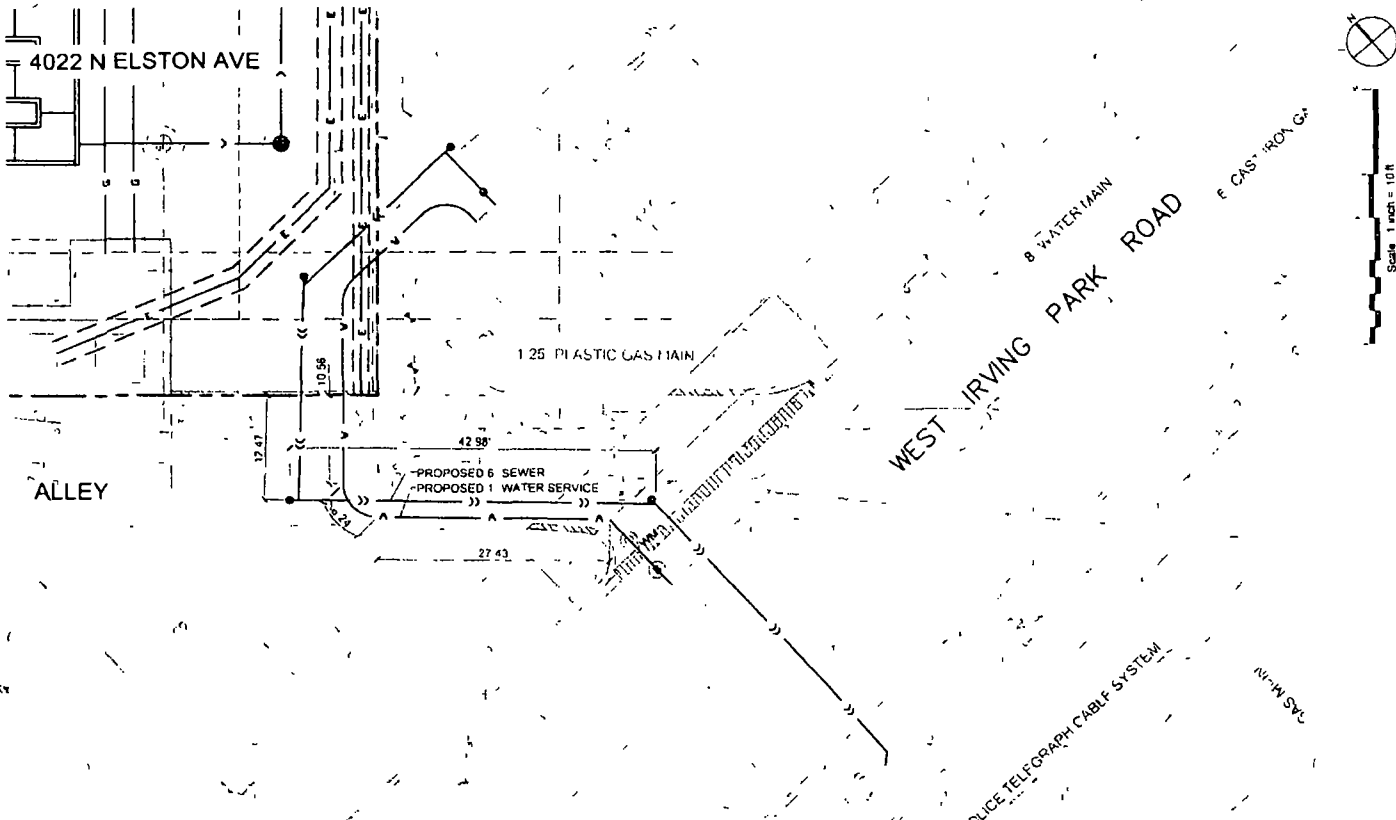 4022 N ELSTON AVE
N
Scale 1 inch = 10 ft
8 WATER MAIN
WEST IRVING PARK ROAD
1 25 PLASTIC GAS MAIN
10.56
17.47
42 98'
PROPOSED 6 SEWER
PROPOSED 1 WATER SERVICE
ALLEY
27 43
WM
TELEGRAPH CABLE SYSTEM